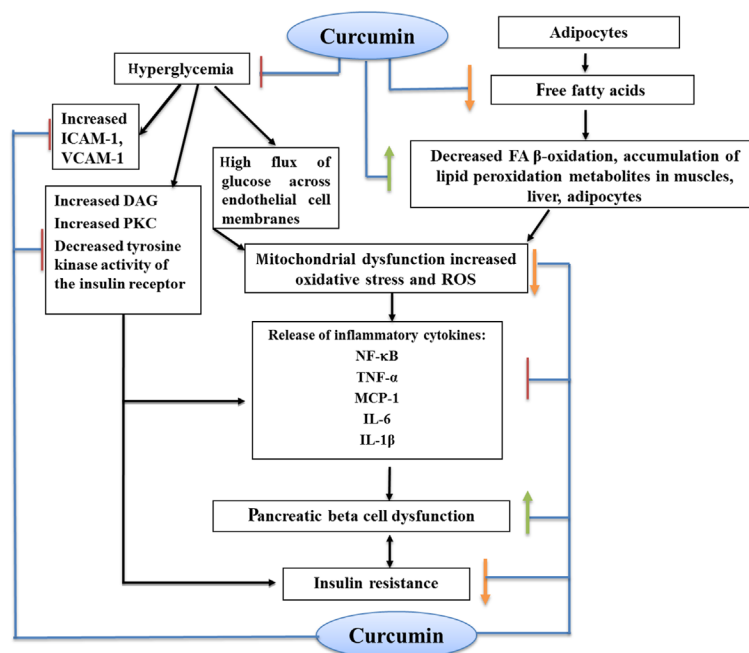 Curcumin
Adipocytes
Hyperglycemia
Free fatty acids
Increased
ICAM-1,
VCAM-1
High flux of
glucose across
endothelial cell
membranes
Decreased FA β-oxidation, accumulation of
lipid peroxidation metabolites in muscles,
liver, adipocytes
Increased DAG
Increased PKC
Decreased tyrosine
kinase activity of
the insulin receptor
Mitochondrial dysfunction increased
oxidative stress and ROS
Release of inflammatory cytokines:
NF-κB
TNF-α
MCP-1
IL-6
IL-1β
Pancreatic beta cell dysfunction
Insulin resistance
Curcumin